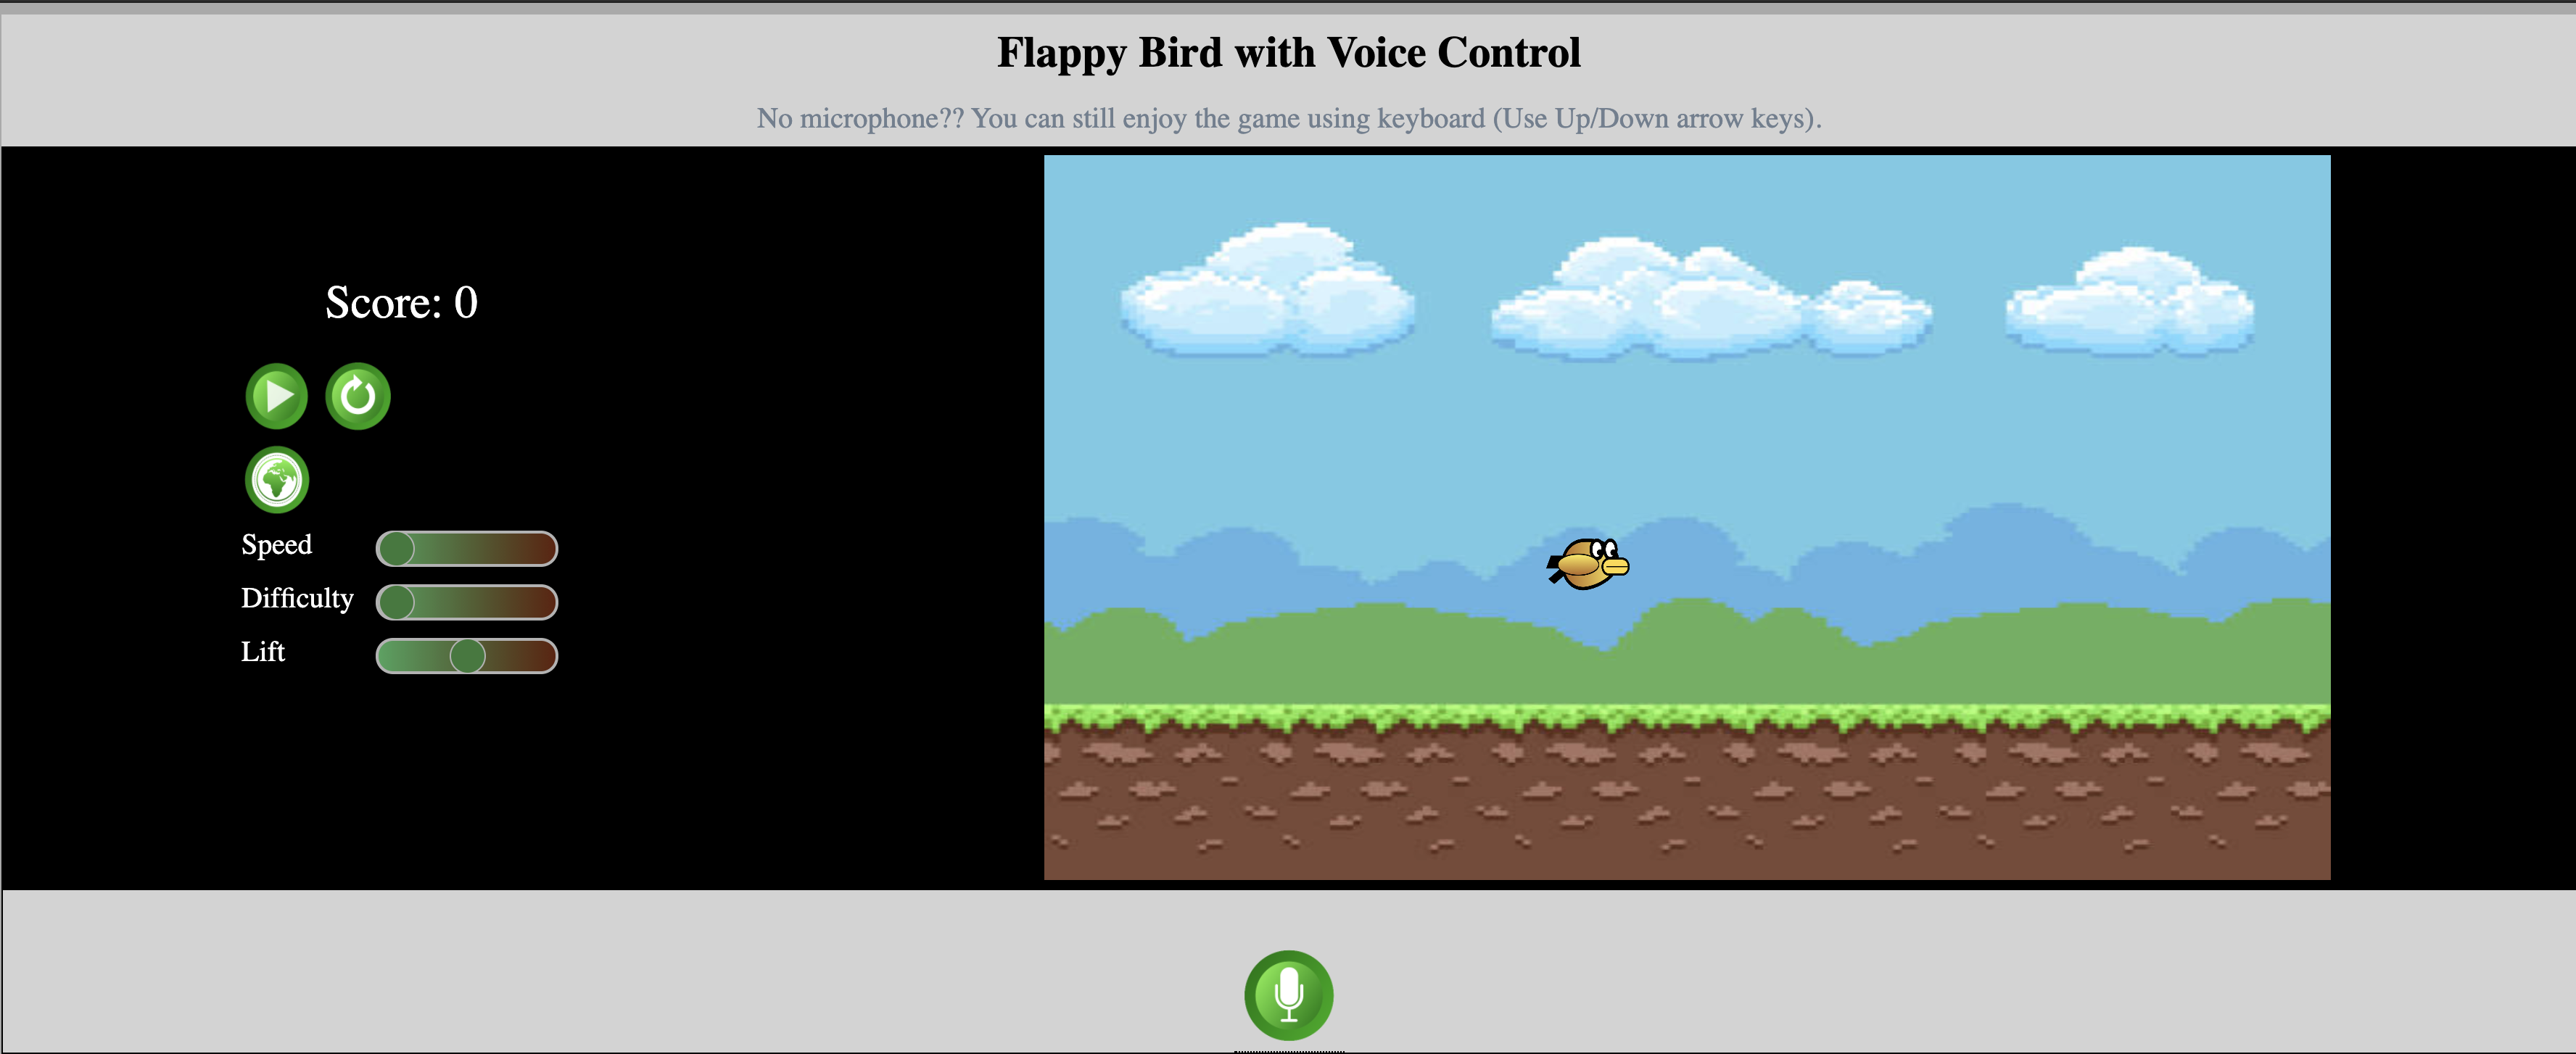 Flappy Bird with Voice Control
No microphone?? You can still enjoy the game using keyboard (Use Up/Down arrow keys).
Score: 0
Speed
Difficulty
Lift